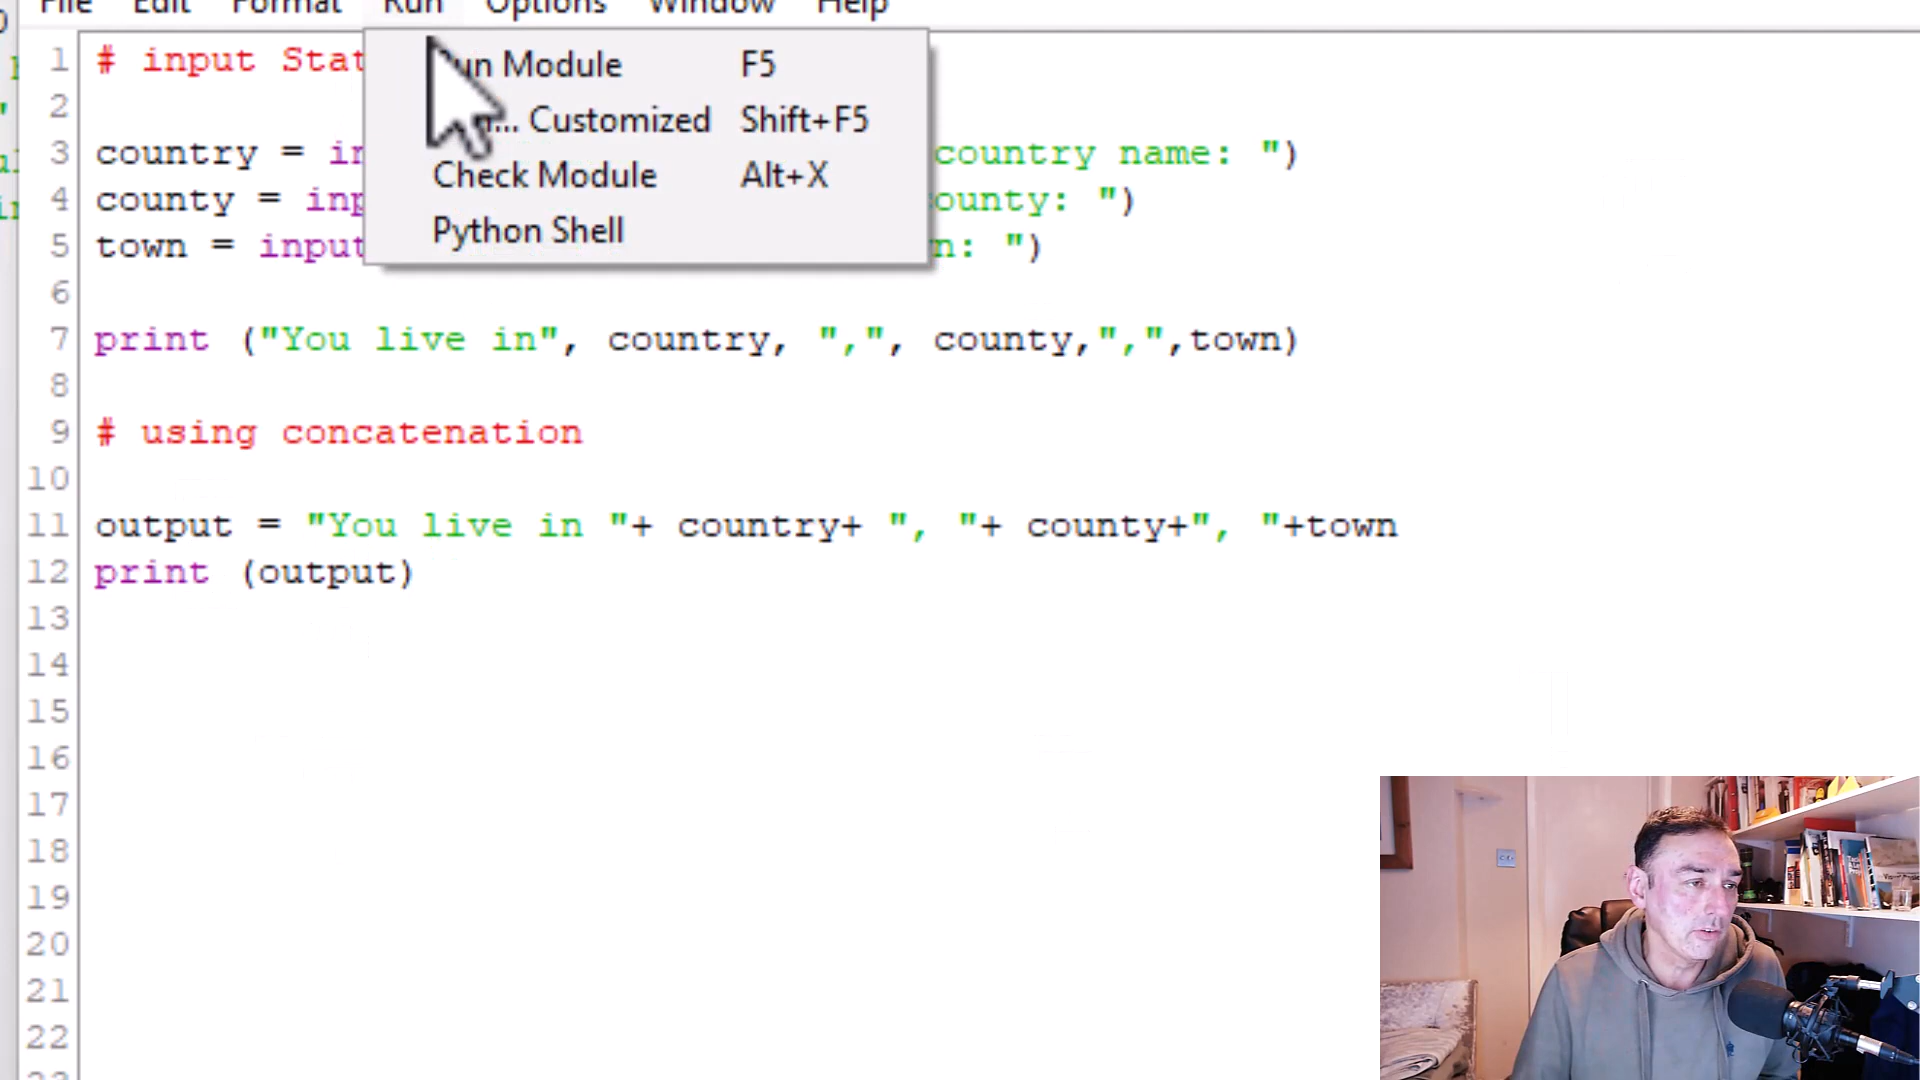 File Edit Format Run Options Window Help
Run Module F5
... Customized Shift+F5
Check Module Alt+X
Python Shell
1 # input Stat
2
3 country = in country name: ")
4 county = inp ounty: ")
5 town = input n: ")
6
7 print ("You live in", country, ",", county,",",town)
8
9 # using concatenation
10
11 output = "You live in "+ country+ ", "+ county+", "+town
12 print (output)
13
14
15
16
17
18
19
20
21
22
23